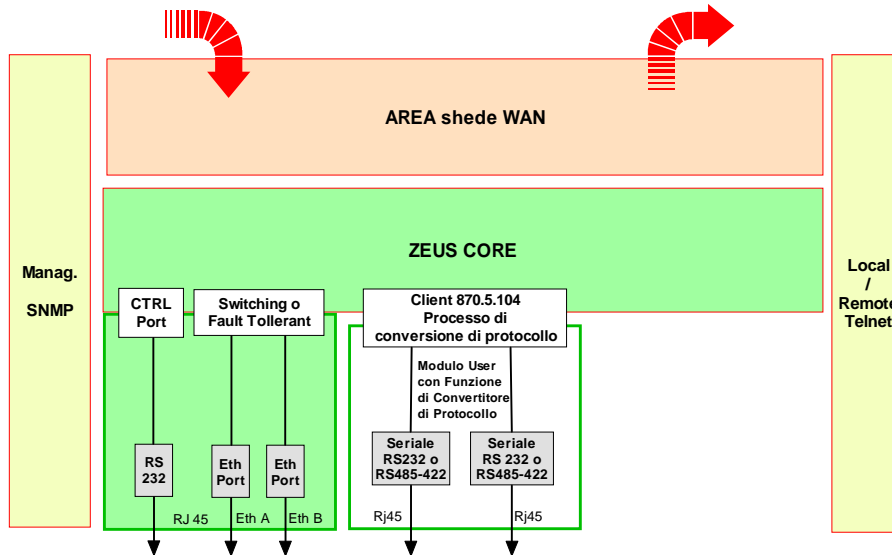 AREA shede WAN
ZEUS CORE
Manag.
SNMP
Local
/
Remote
Telnet
CTRL
Port
Switching o
Fault Tollerant
Client 870.5.104
Processo di
conversione di protocollo
Modulo User
con Funzione
di Convertitore
di Protocollo
RS
232
Eth
Port
Eth
Port
Seriale
RS232 o
RS485-422
Seriale
RS 232 o
RS485-422
RJ 45
Eth A
Eth B
Rj45
Rj45